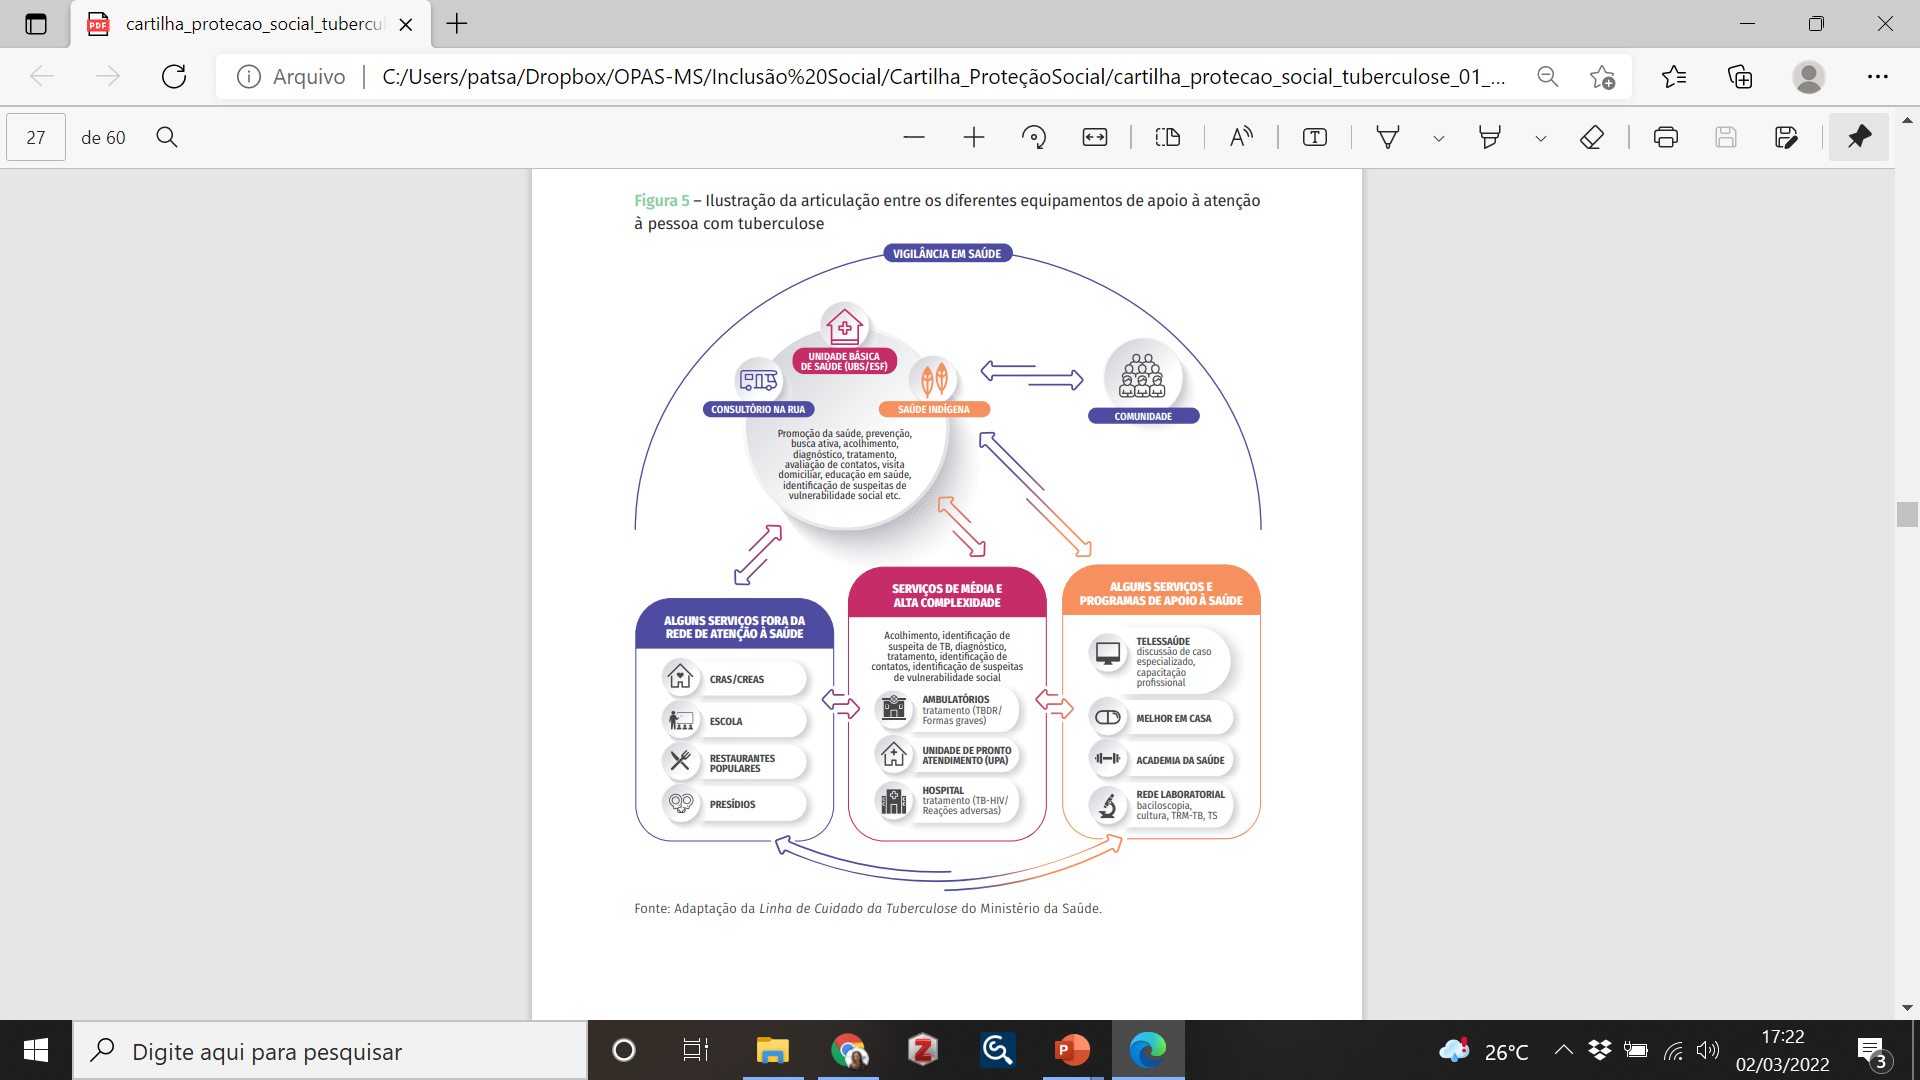 cartilha_protecao_social_tubercul
Arquivo
C:/Users/patsa/Dropbox/OPAS-MS/Inclusão%20Social/Cartilha_ProteçãoSocial/cartilha_protecao_social_tuberculose_01_...
27
de 60
Figura 5 – Ilustração da articulação entre os diferentes equipamentos de apoio à atenção
à pessoa com tuberculose
VIGILÂNCIA EM SAÚDE
UNIDADE BÁSICA
DE SAÚDE (UBS/ESF)
CONSULTÓRIO NA RUA
SAÚDE INDÍGENA
COMUNIDADE
Promoção da saúde, prevenção,
busca ativa, acolhimento,
diagnóstico, tratamento,
avaliação de contatos, visita
domiciliar, educação em saúde,
identificação de suspeitas de
vulnerabilidade social etc.
ALGUNS SERVIÇOS FORA DA
REDE DE ATENÇÃO À SAÚDE
CRAS/CREAS
ESCOLA
RESTAURANTES
POPULARES
PRESÍDIOS
SERVIÇOS DE MÉDIA E
ALTA COMPLEXIDADE
Acolhimento, identificação de
suspeita de TB, diagnóstico,
tratamento, identificação de
contatos, identificação de suspeitas
de vulnerabilidade social
AMBULATÓRIOS
tratamento (TBDR/
Formas graves)
UNIDADE DE PRONTO
ATENDIMENTO (UPA)
HOSPITAL
tratamento (TB-HIV/
Reações adversas)
ALGUNS SERVIÇOS E
PROGRAMAS DE APOIO À SAÚDE
TELESSAÚDE
discussão de caso
especializado,
capacitação
profissional
MELHOR EM CASA
ACADEMIA DA SAÚDE
REDE LABORATORIAL
baciloscopia,
cultura, TRM-TB, TS
Fonte: Adaptação da Linha de Cuidado da Tuberculose do Ministério da Saúde.
Digite aqui para pesquisar
26°C
17:22
02/03/2022
3